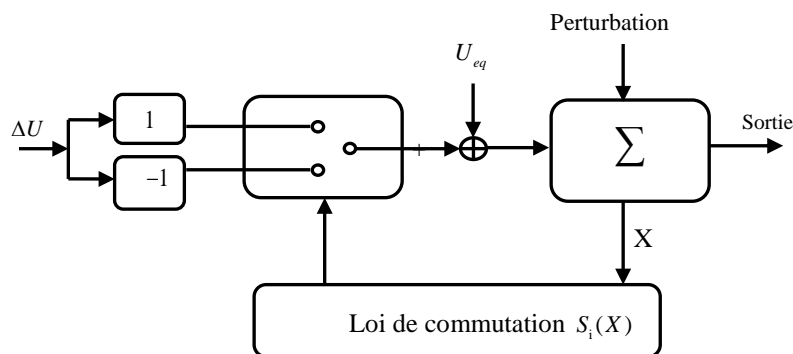 Perturbation
U_eq
ΔU
1
−1
+
Σ
Sortie
X
Loi de commutation S_i(X)